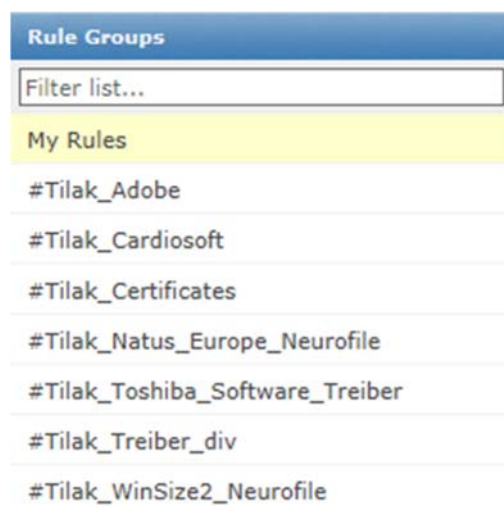 Rule Groups
Filter list...
My Rules
#Tilak_Adobe
#Tilak_Cardiosoft
#Tilak_Certificates
#Tilak_Natus_Europe_Neurofile
#Tilak_Toshiba_Software_Treiber
#Tilak_Treiber_div
#Tilak_WinSize2_Neurofile